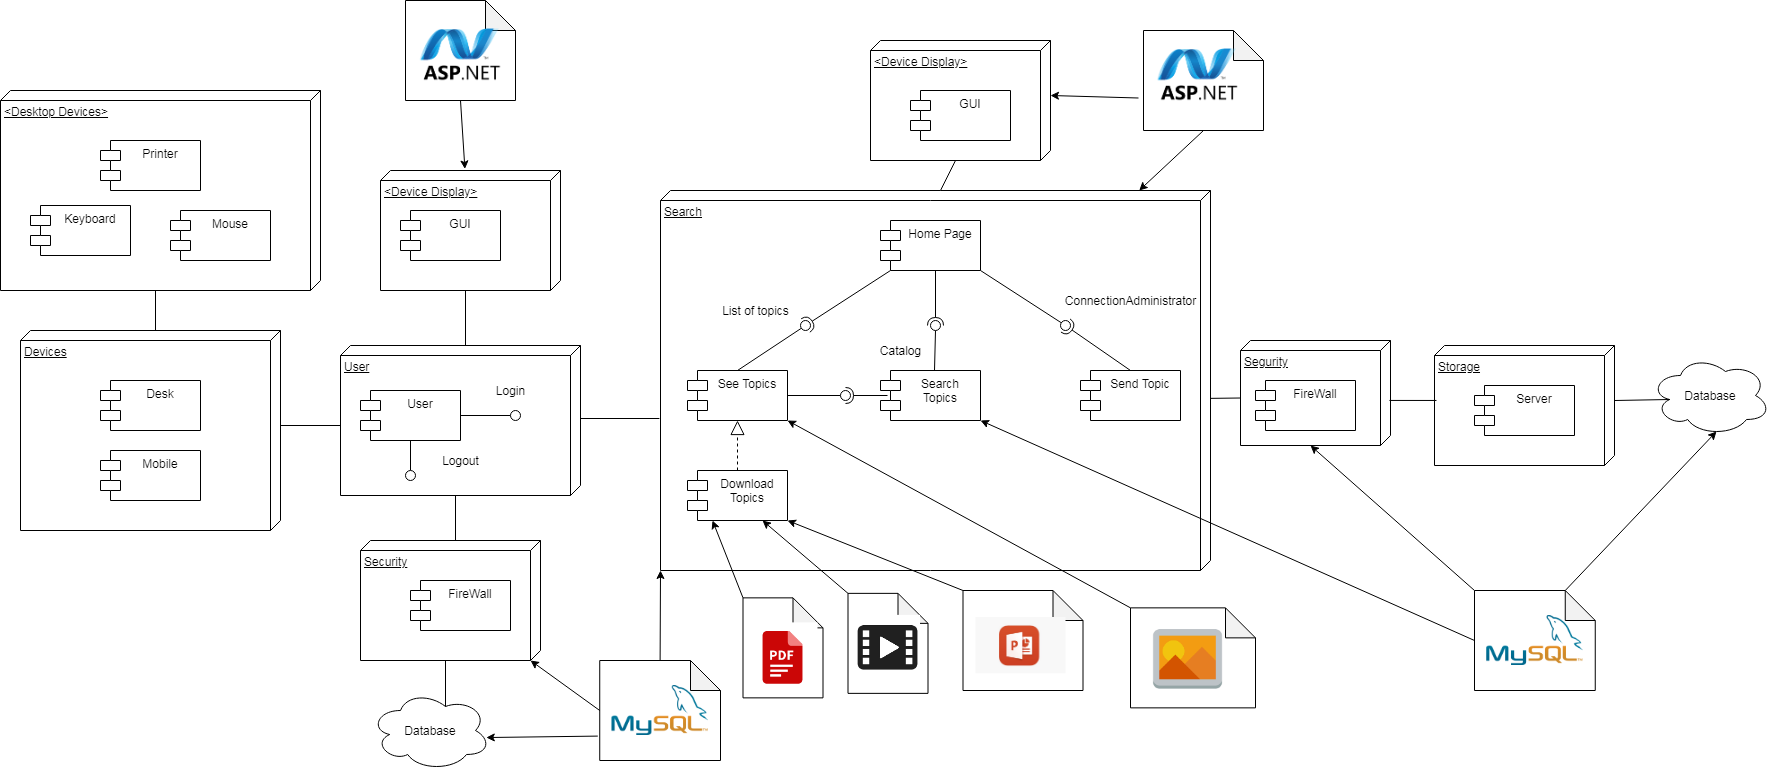 ASP.NET
<Device Display>
GUI
ASP.NET
<Desktop Devices>
Printer
Keyboard
Mouse
<Device Display>
GUI
Search
Home Page
List of topics
ConnectionAdministrator
Catalog
See Topics
Search
Topics
Send Topic
Download
Topics
Devices
Desk
Mobile
User
User
Login
Logout
Segurity
FireWall
Storage
Server
Database
Security
FireWall
Database
MySQL
PDF
P
MySQL